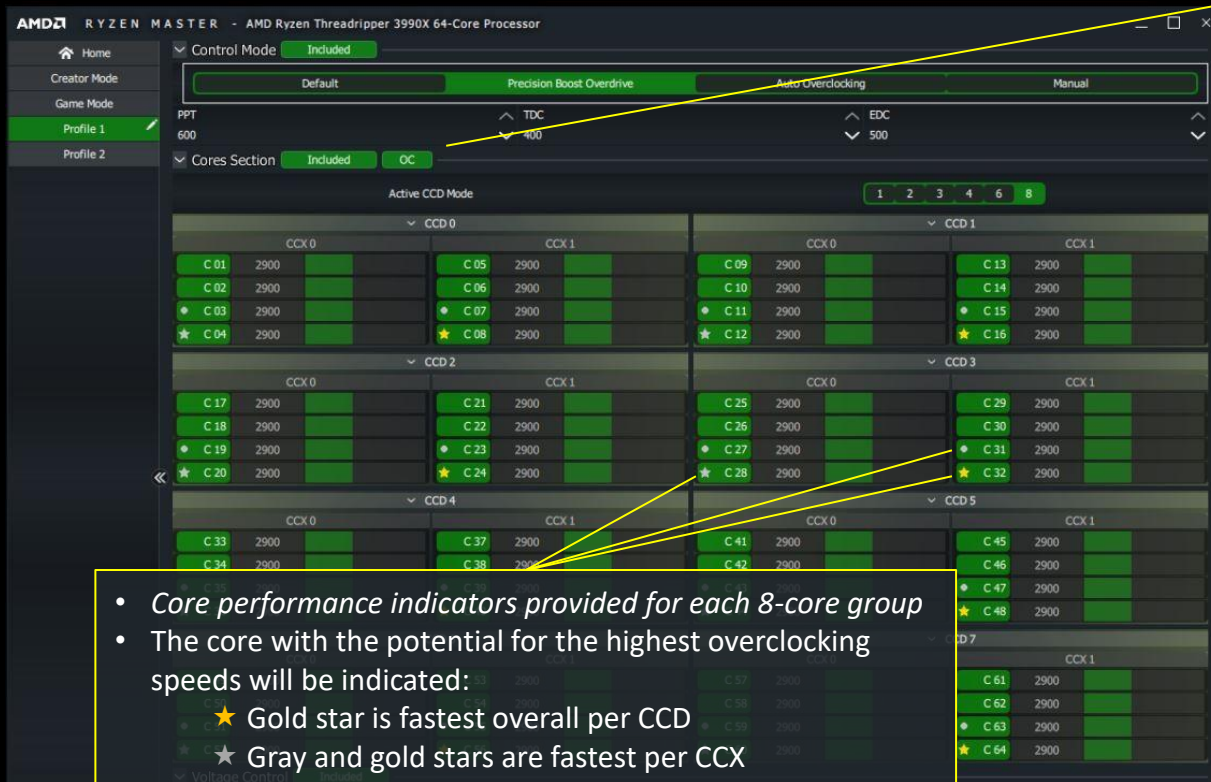 AMD RYZEN MASTER - AMD Ryzen Threadripper 3990X 64-Core Processor
Home
Creator Mode
Game Mode
Profile 1
Profile 2
Control Mode Included
Default Precision Boost Overdrive Auto Overclocking Manual
PPT TDC EDC
600 400 500
Cores Section Included OC
Active CCD Mode 1 2 3 4 6 8
CCD 0 CCD 1
CCX 0 CCX 1 CCX 0 CCX 1
C 01 2900 C 05 2900 C 09 2900 C 13 2900
C 02 2900 C 06 2900 C 10 2900 C 14 2900
C 03 2900 C 07 2900 C 11 2900 C 15 2900
C 04 2900 C 08 2900 C 12 2900 C 16 2900
CCD 2 CCD 3
CCX 0 CCX 1 CCX 0 CCX 1
C 17 2900 C 21 2900 C 25 2900 C 29 2900
C 18 2900 C 22 2900 C 26 2900 C 30 2900
C 19 2900 C 23 2900 C 27 2900 C 31 2900
C 20 2900 C 24 2900 C 28 2900 C 32 2900
CCD 4 CCD 5
CCX 0 CCX 1 CCX 0 CCX 1
C 33 2900 C 37 2900 C 41 2900 C 45 2900
C 34 2900 C 38 2900 C 42 2900 C 46 2900
C 47 2900
C 48 2900
CCD 7
CCX 1
C 61 2900
C 62 2900
C 63 2900
C 64 2900
• Core performance indicators provided for each 8-core group
• The core with the potential for the highest overclocking
speeds will be indicated:
★ Gold star is fastest overall per CCD
★ Gray and gold stars are fastest per CCX
Voltage Control Included